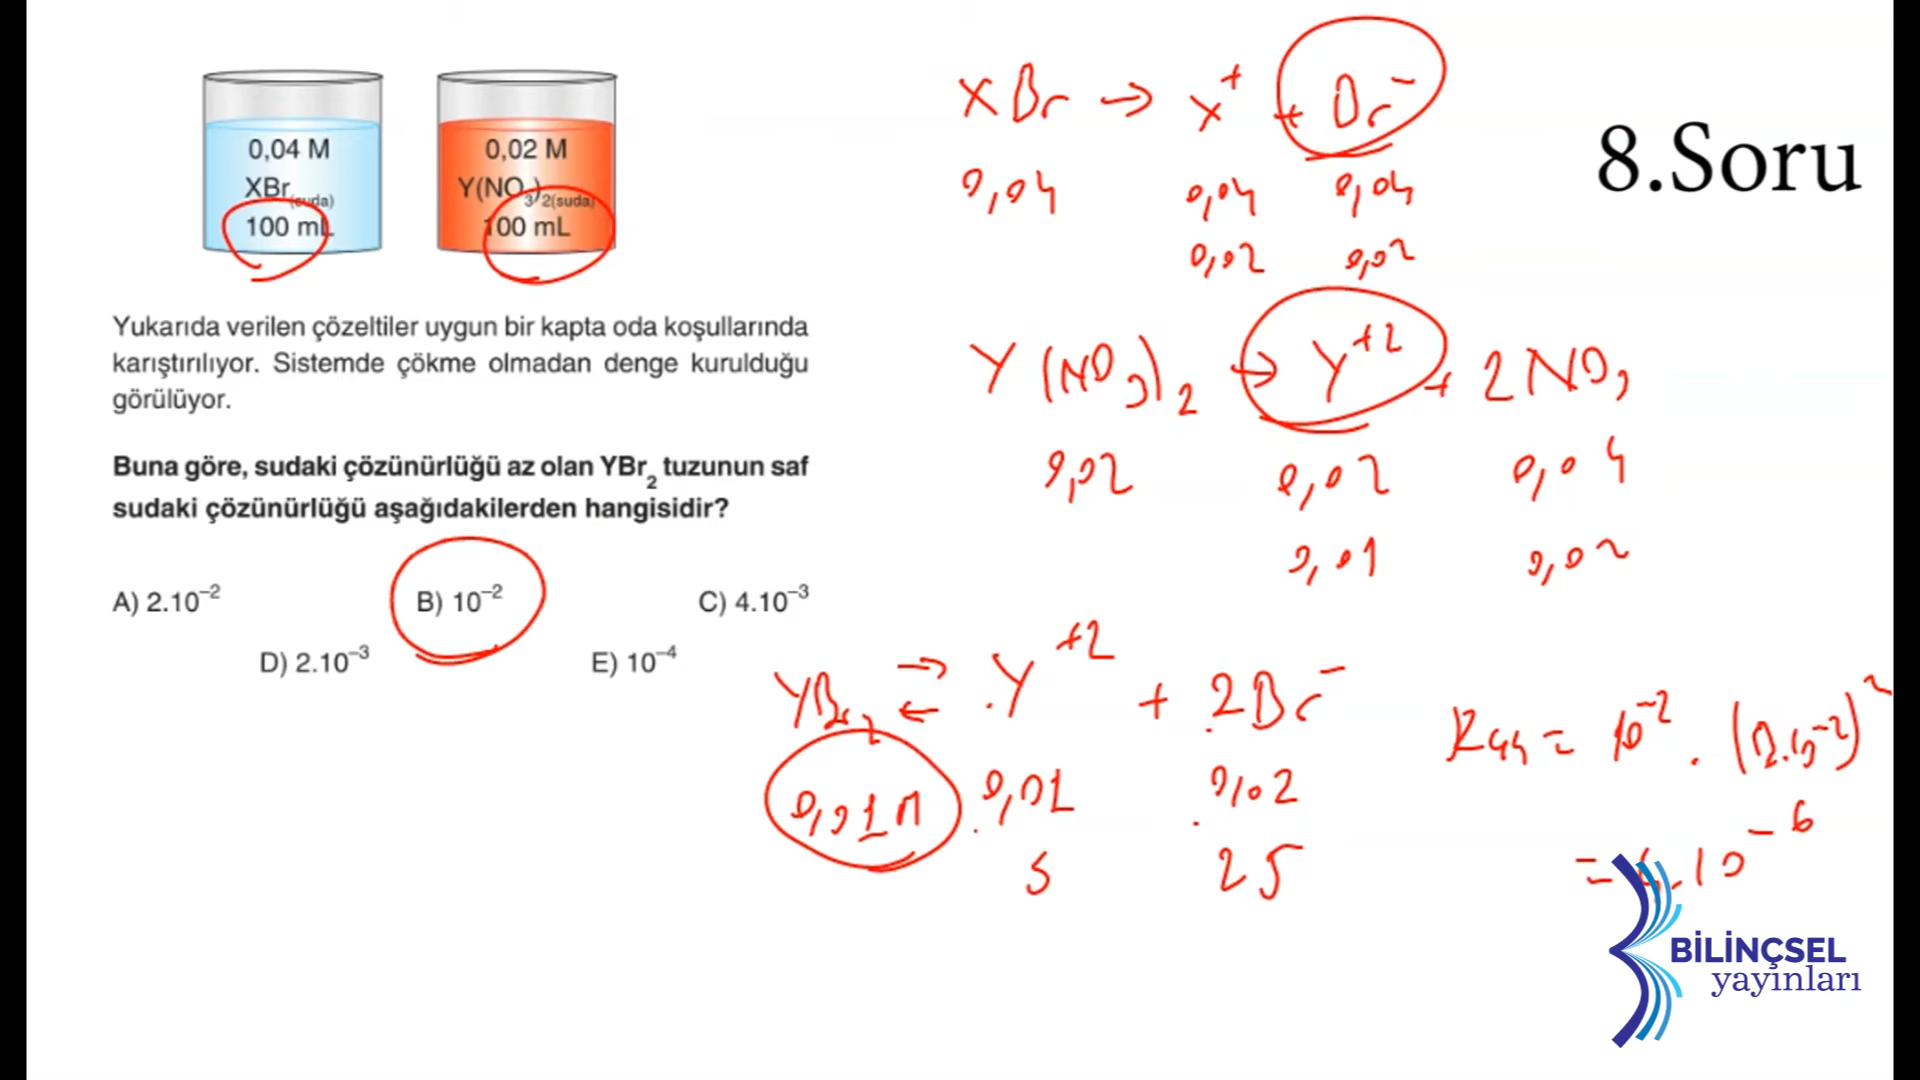 0,04 M
XBr(suda)
100 mL
0,02 M
Y(NO3)2(suda)
100 mL
8.Soru
Yukarıda verilen çözeltiler uygun bir kapta oda koşullarında
karıştırılıyor. Sistemde çökme olmadan denge kurulduğu
görülüyor.
Buna göre, sudaki çözünürlüğü az olan YBr2 tuzunun saf
sudaki çözünürlüğü aşağıdakilerden hangisidir?
A) 2.10⁻²
B) 10⁻²
C) 4.10⁻³
D) 2.10⁻³
E) 10⁻⁴
XBr → X⁺ + Br⁻
0,04 0,04 0,04
0,02 0,02
Y(NO3)2 → Y⁺² + 2NO3
0,02 0,02 0,04
0,01 0,02
YBr2 ⇄ Y⁺² + 2Br⁻
0,01M 0,01 0,02
S 2S
Kçç = 10⁻² . (2.10⁻²)²
= 4.10⁻⁶
BİLİNÇSEL
yayınları